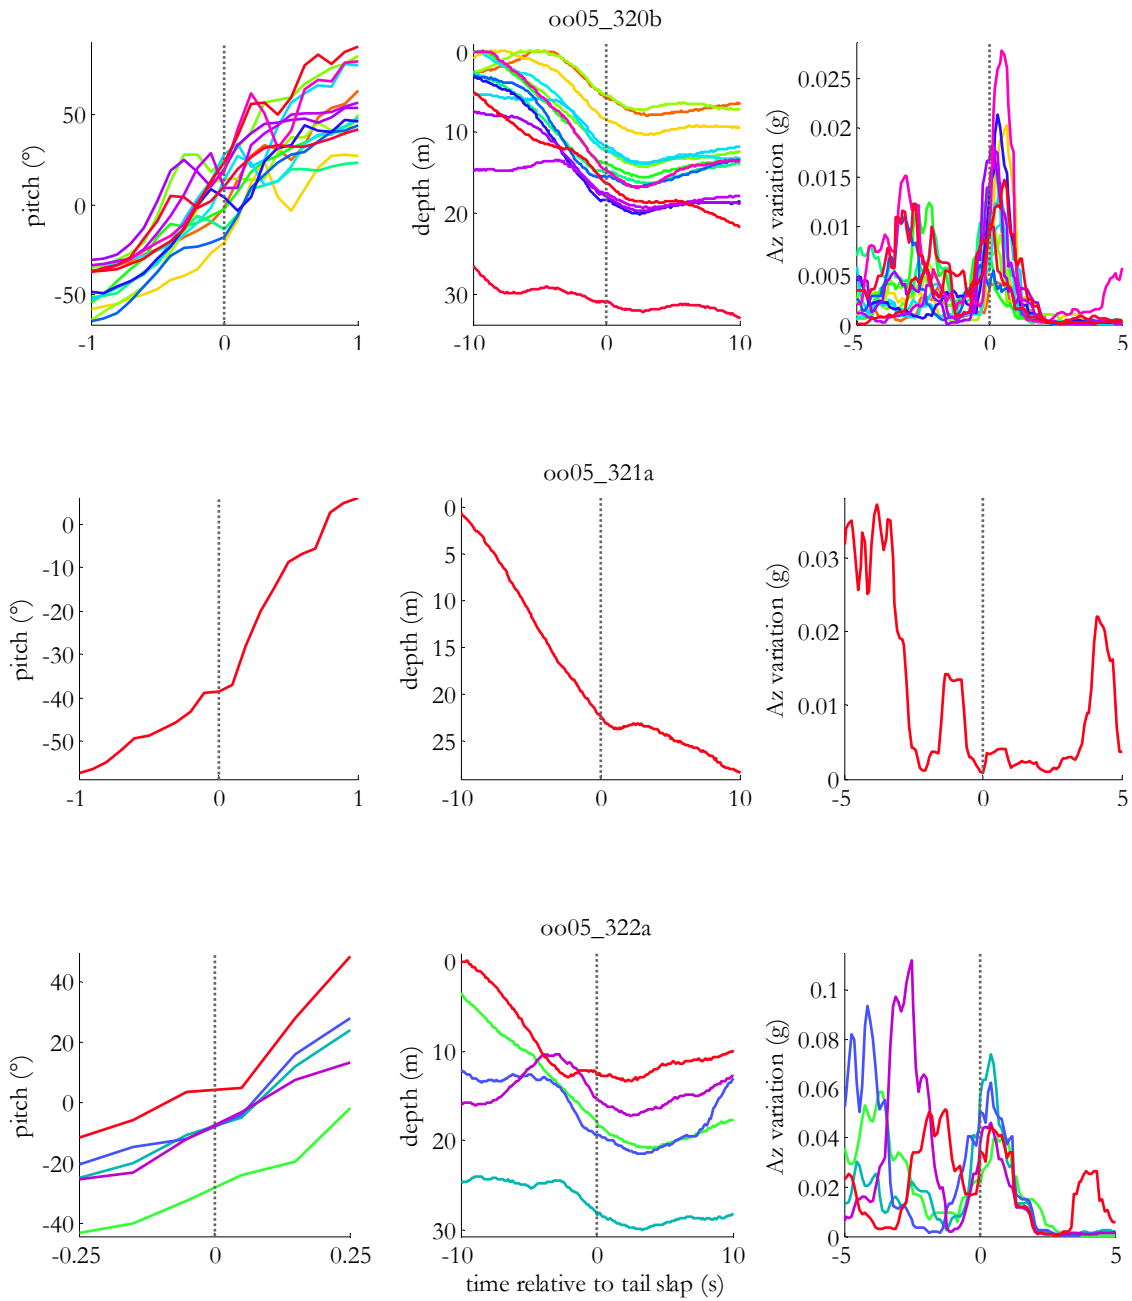 oo05_320b
50
0
-50
pitch (°)
-1 0 1
0
10
20
30
depth (m)
-10 0 10
0.025
0.02
0.015
0.01
0.005
0
Az variation (g)
-5 0 5
oo05_321a
0
-10
-20
-30
-40
-50
pitch (°)
-1 0 1
0
5
10
15
20
25
depth (m)
-10 0 10
0.03
0.02
0.01
0
Az variation (g)
-5 0 5
oo05_322a
40
20
0
-20
-40
pitch (°)
-0.25 0 0.25
0
10
20
30
depth (m)
-10 0 10
0.1
0.08
0.06
0.04
0.02
0
Az variation (g)
-5 0 5
time relative to tail slap (s)